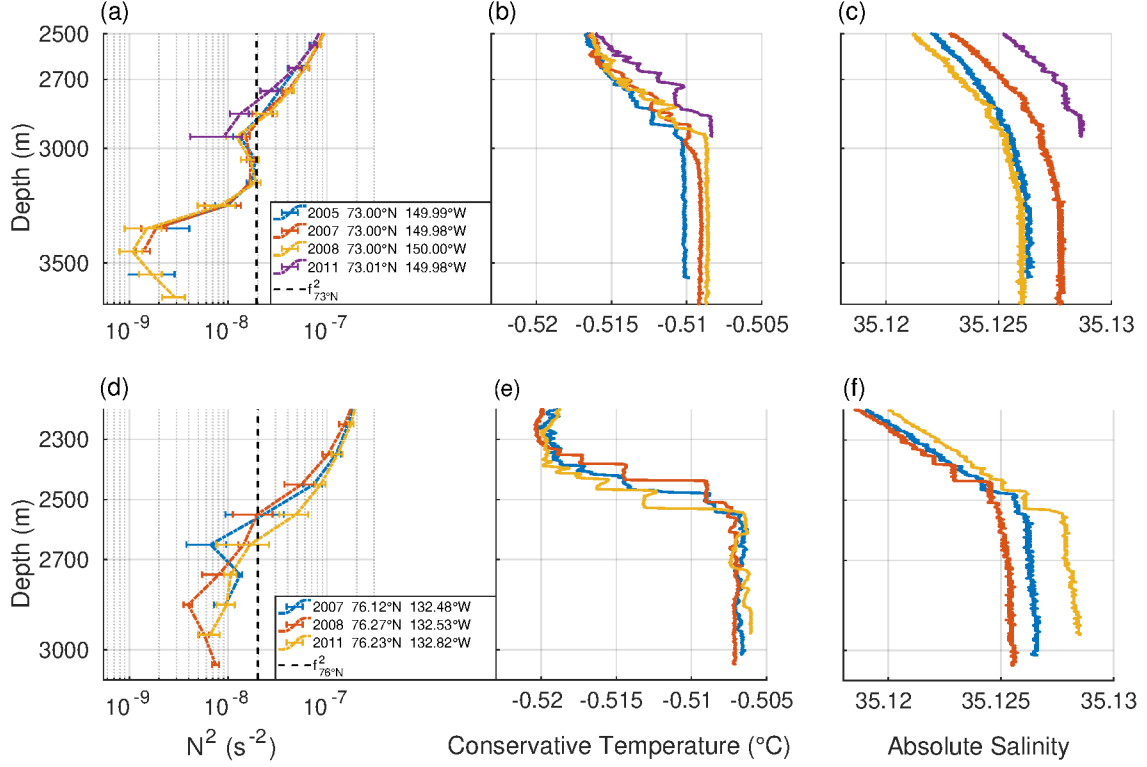 (a)
(b)
(c)
Depth (m)
2500
2700
3000
3500
2005 73.00°N 149.99°W
2007 73.00°N 149.98°W
2008 73.00°N 150.00°W
2011 73.01°N 149.98°W
f²73°N
10⁻⁹ 10⁻⁸ 10⁻⁷
-0.52 -0.515 -0.51 -0.505
35.12 35.125 35.13
(d)
(e)
(f)
Depth (m)
2300
2500
2700
3000
2007 76.12°N 132.48°W
2008 76.27°N 132.53°W
2011 76.23°N 132.82°W
f²76°N
10⁻⁹ 10⁻⁸ 10⁻⁷
-0.52 -0.515 -0.51 -0.505
35.12 35.125 35.13
N² (s⁻²)
Conservative Temperature (°C)
Absolute Salinity